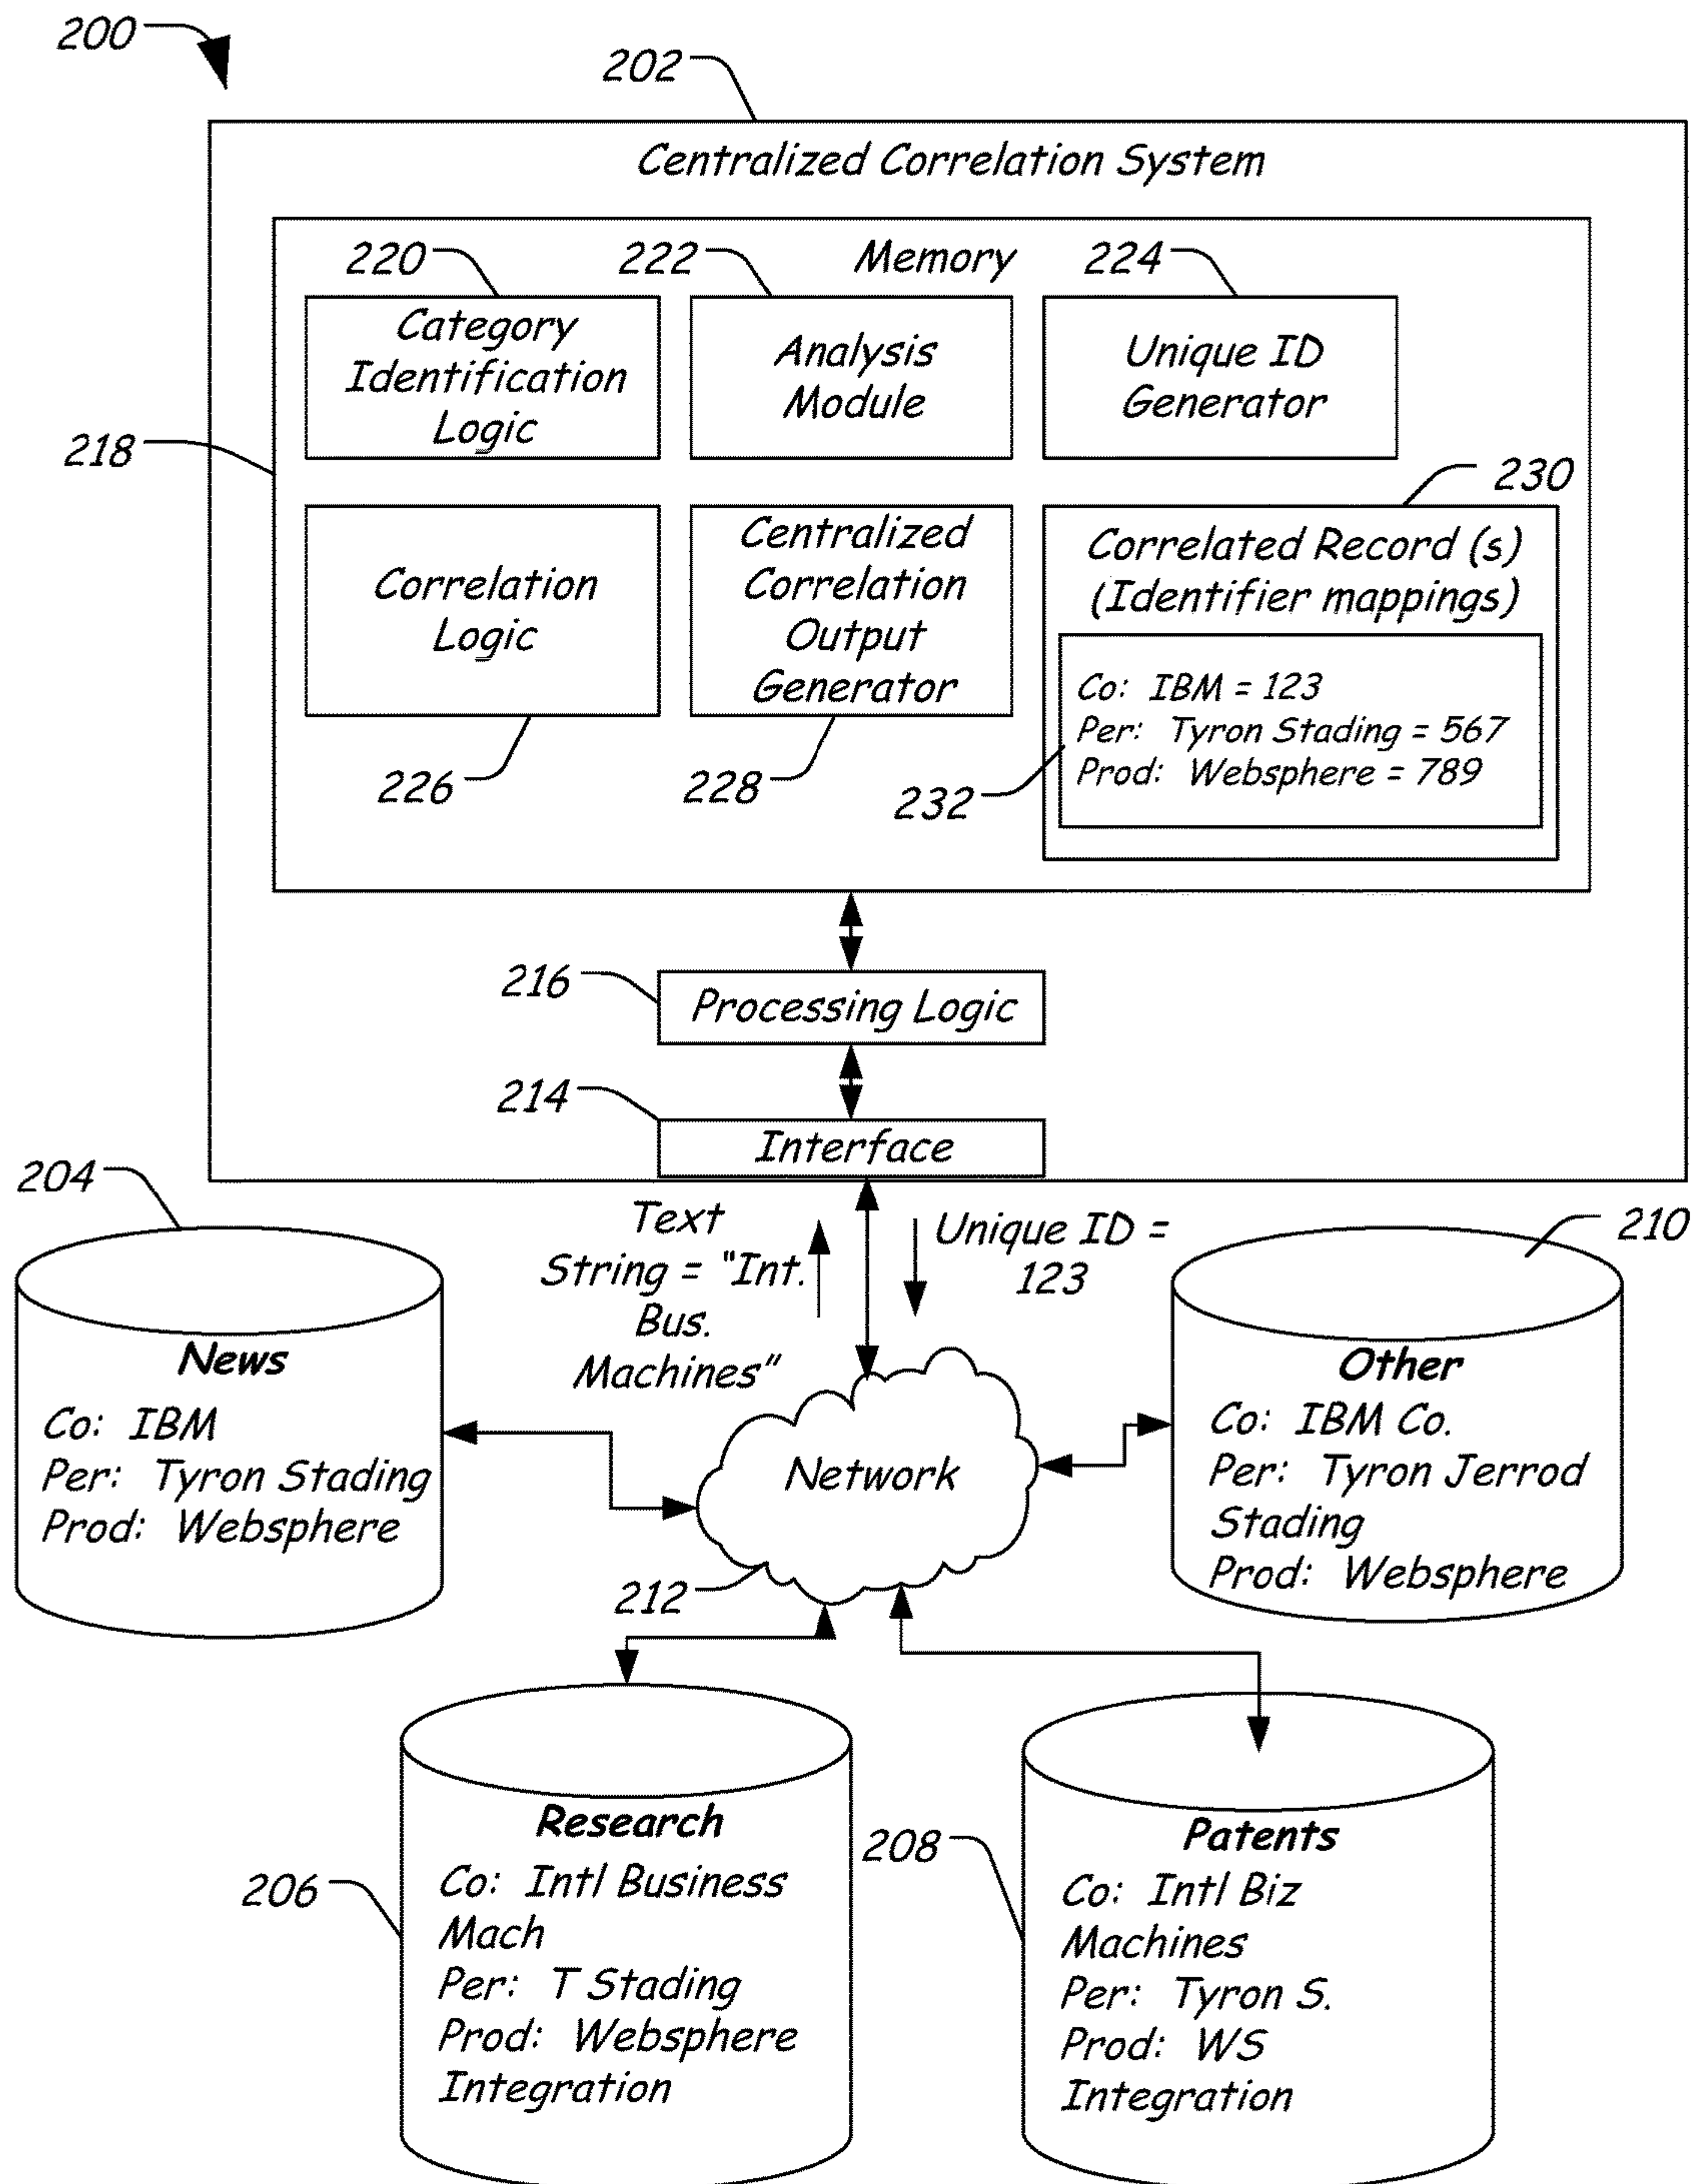 200
202
Centralized Correlation System
220
222
Memory
224
Category
Identification
Logic
Analysis
Module
Unique ID
Generator
218
230
Correlation
Logic
Centralized
Correlation
Output
Generator
Correlated Record (s)
(Identifier mappings)
Co: IBM = 123
Per: Tyron Stading = 567
Prod: Websphere = 789
226
228
232
216
Processing Logic
214
Interface
204
Text
String = "Int.
Bus.
Machines"
Unique ID =
123
210
News
Co: IBM
Per: Tyron Stading
Prod: Websphere
Network
212
Other
Co: IBM Co.
Per: Tyron Jerrod
Stading
Prod: Websphere
206
Research
Co: Intl Business
Mach
Per: T Stading
Prod: Websphere
Integration
208
Patents
Co: Intl Biz
Machines
Per: Tyron S.
Prod: WS
Integration